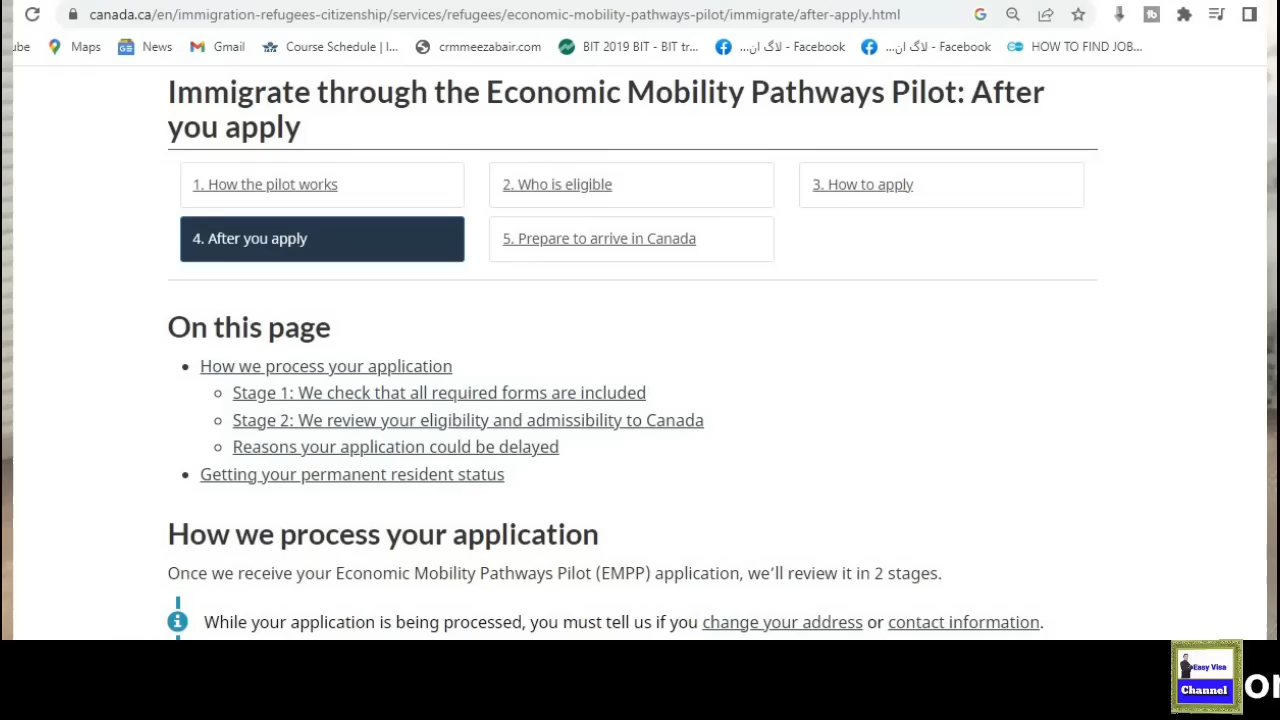 canada.ca/en/immigration-refugees-citizenship/services/refugees/economic-mobility-pathways-pilot/immigrate/after-apply.html
ube Maps News Gmail Course Schedule | I... crmmeezabair.com BIT 2019 BIT - BIT tr... لاگ ان... - Facebook لاگ ان... - Facebook HOW TO FIND JOB...
Immigrate through the Economic Mobility Pathways Pilot: After
you apply
1. How the pilot works 2. Who is eligible 3. How to apply
4. After you apply 5. Prepare to arrive in Canada
On this page
How we process your application
Stage 1: We check that all required forms are included
Stage 2: We review your eligibility and admissibility to Canada
Reasons your application could be delayed
Getting your permanent resident status
How we process your application
Once we receive your Economic Mobility Pathways Pilot (EMPP) application, we'll review it in 2 stages.
While your application is being processed, you must tell us if you change your address or contact information.
Easy Visa
Channel
or